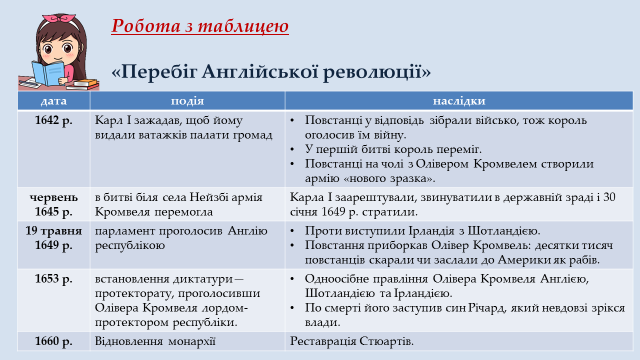 Робота з таблицею
«Перебіг Англійської революції»
дата подія наслідки
1642 р. Карл І зажадав, щоб йому • Повстанці у відповідь зібрали військо, тож король
видали ватажків палати громад оголосив їм війну.
• У першій битві король переміг.
• Повстанці на чолі з Олівером Кромвелем створили
армію «нового зразка».
червень в битві біля села Нейзбі армія Карла І заарештували, звинуватили в державній зраді і 30
1645 р. Кромвеля перемогла січня 1649 р. стратили.
19 травня парламент проголосив Англію • Проти виступили Ірландія з Шотландією.
1649 р. республікою • Повстання приборкав Олівер Кромвель: десятки тисяч
повстанців скарали чи заслали до Америки як рабів.
1653 р. встановлення диктатури – • Одноосібне правління Олівера Кромвеля Англією,
протекторату, проголосивши Шотландією та Ірландією.
Олівера Кромвеля лордом- • По смерті його заступив син Річард, який невдовзі зрікся
протектором республіки. влади.
1660 р. Відновлення монархії Реставрація Стюартів.